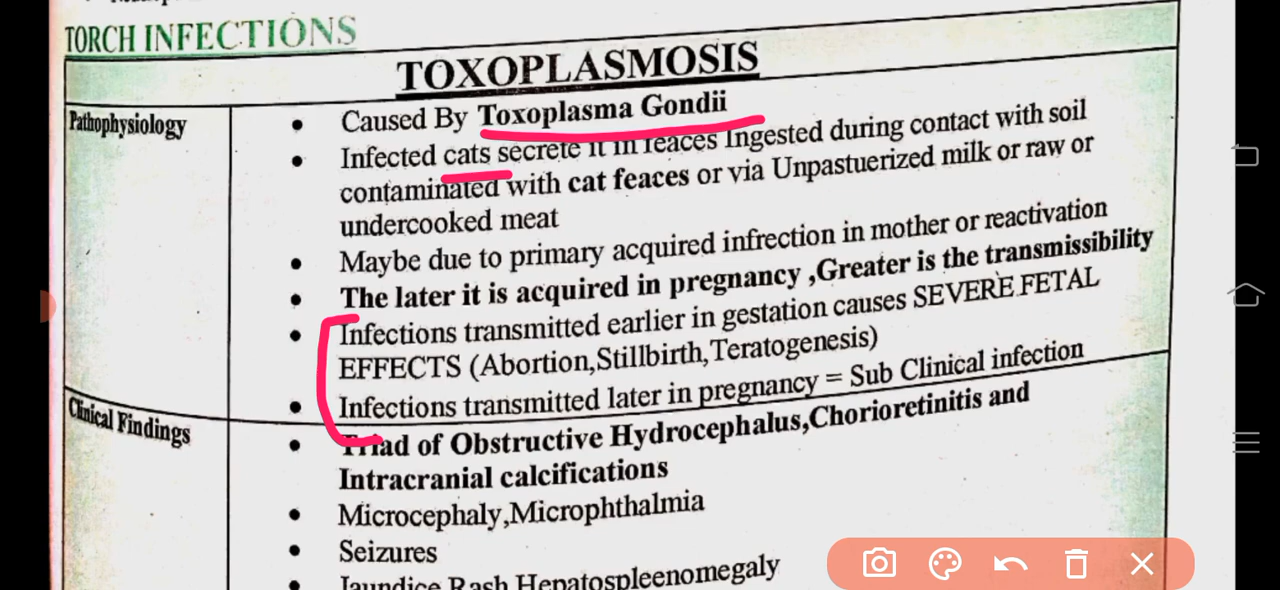 TORCH INFECTIONS
TOXOPLASMOSIS
Pathophysiology
• Caused By Toxoplasma Gondii
• Infected cats secrete it in feaces Ingested during contact with soil
contaminated with cat feaces or via Unpastuerized milk or raw or
undercooked meat
• Maybe due to primary acquired infrection in mother or reactivation
• The later it is acquired in pregnancy ,Greater is the transmissibility
• Infections transmitted earlier in gestation causes SEVERE FETAL
EFFECTS (Abortion,Stillbirth,Teratogenesis)
• Infections transmitted later in pregnancy = Sub Clinical infection
Clinical Findings
• Triad of Obstructive Hydrocephalus,Chorioretinitis and
Intracranial calcifications
• Microcephaly,Microphthalmia
• Seizures
• Jaundice Rash Hepatospleenomegaly